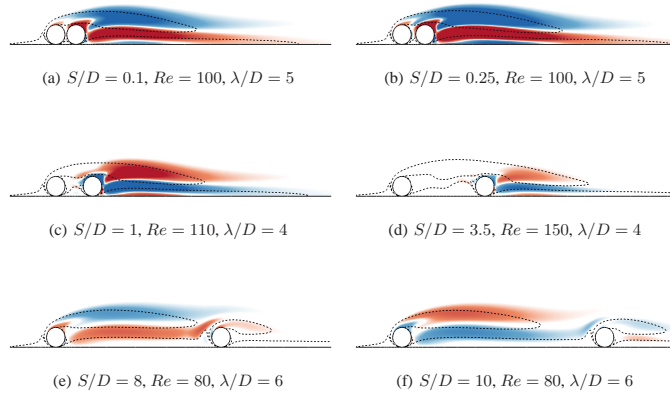 (a) S/D = 0.1, Re = 100, λ/D = 5
(b) S/D = 0.25, Re = 100, λ/D = 5
(c) S/D = 1, Re = 110, λ/D = 4
(d) S/D = 3.5, Re = 150, λ/D = 4
(e) S/D = 8, Re = 80, λ/D = 6
(f) S/D = 10, Re = 80, λ/D = 6